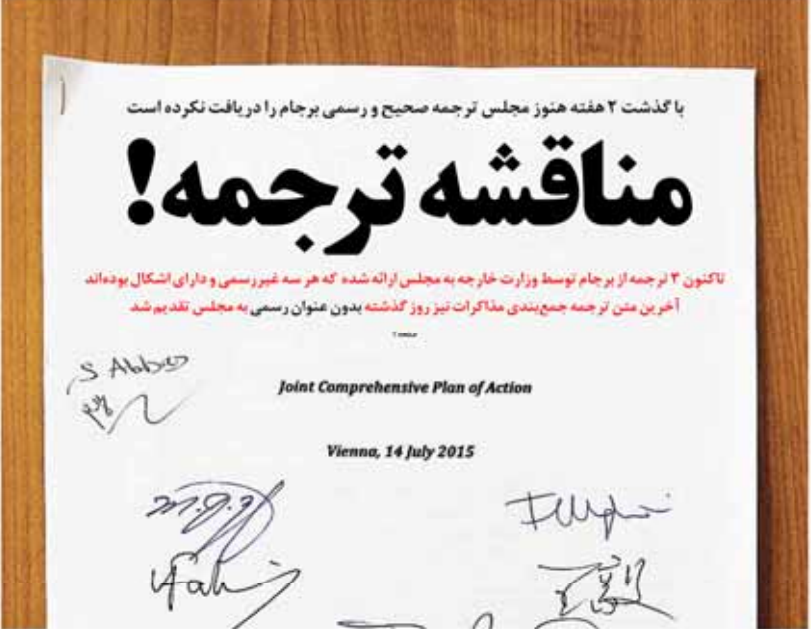 با گذشت ۲ هفته هنوز مجلس ترجمه صحیح و رسمی برجام را دریافت نکرده است
مناقشه ترجمه!
تاکنون ۳ ترجمه از برجام توسط وزارت خارجه به مجلس ارائه شده که هر سه غیررسمی و دارای اشکال بوده‌اند
آخرین متن ترجمه جمع‌بندی مذاکرات نیز روز گذشته بدون عنوان رسمی به مجلس تقدیم شد
S Abbas
Joint Comprehensive Plan of Action
Vienna, 14 July 2015